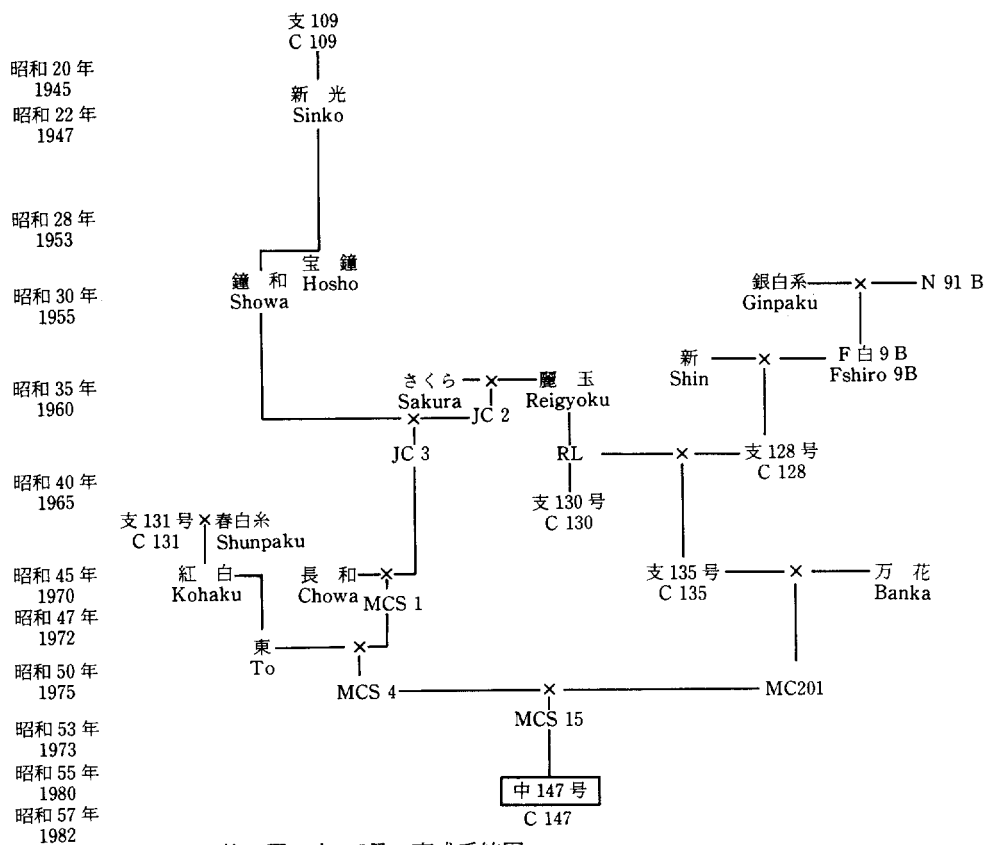 支 109
C 109
昭和 20 年
1945
新 光
Sinko
昭和 22 年
1947
昭和 28 年
1953
宝 鐘
Hosho
鐘 和
Showa
昭和 30 年
1955
銀白系
Ginpaku
×
N 91 B
新
Shin
×
F 白 9 B
Fshiro 9B
昭和 35 年
1960
さくら
Sakura
×
麗 玉
Reigyoku
×
JC 2
JC 3
RL
×
支 128 号
C 128
昭和 40 年
1965
支 130 号
C 130
支 131 号
C 131
×
春白糸
Shunpaku
昭和 45 年
1970
紅 白
Kohaku
長 和
Chowa
×
MCS 1
支 135 号
C 135
×
万 花
Banka
昭和 47 年
1972
東
To
×
昭和 50 年
1975
MCS 4
×
MC201
MCS 15
昭和 53 年
1973
昭和 55 年
1980
中 147 号
C 147
昭和 57 年
1982